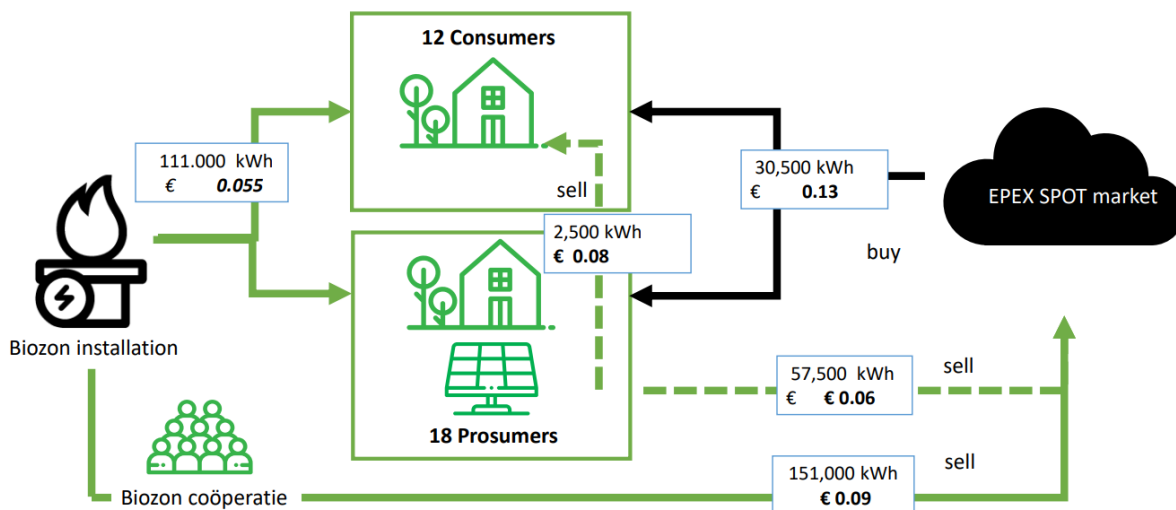 12 Consumers
111.000 kWh
€ 0.055
sell
30,500 kWh
€ 0.13
EPEX SPOT market
2,500 kWh
€ 0.08
buy
Biozon installation
18 Prosumers
57,500 kWh
€ € 0.06
sell
Biozon coöperatie
151,000 kWh
€ 0.09
sell